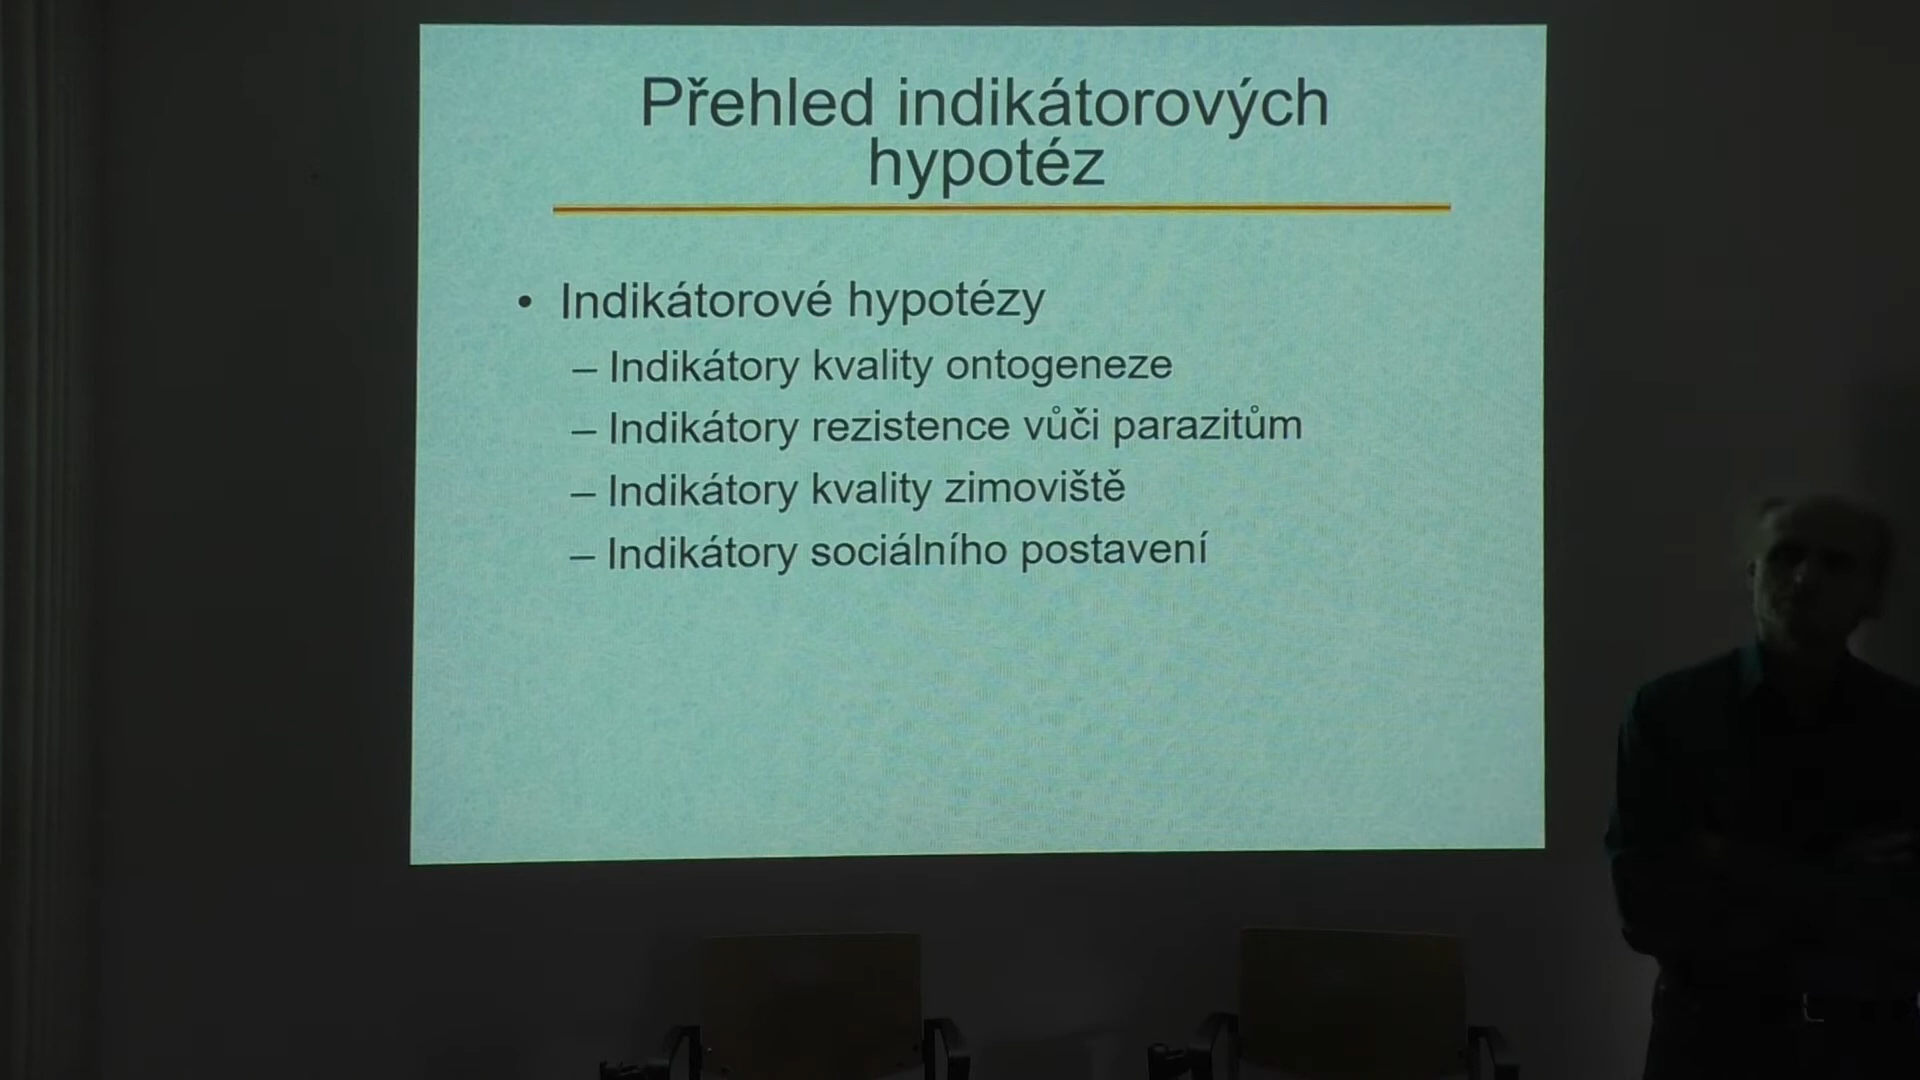 Přehled indikátorových
hypotéz
• Indikátorové hypotézy
– Indikátory kvality ontogeneze
– Indikátory rezistence vůči parazitům
– Indikátory kvality zimoviště
– Indikátory sociálního postavení